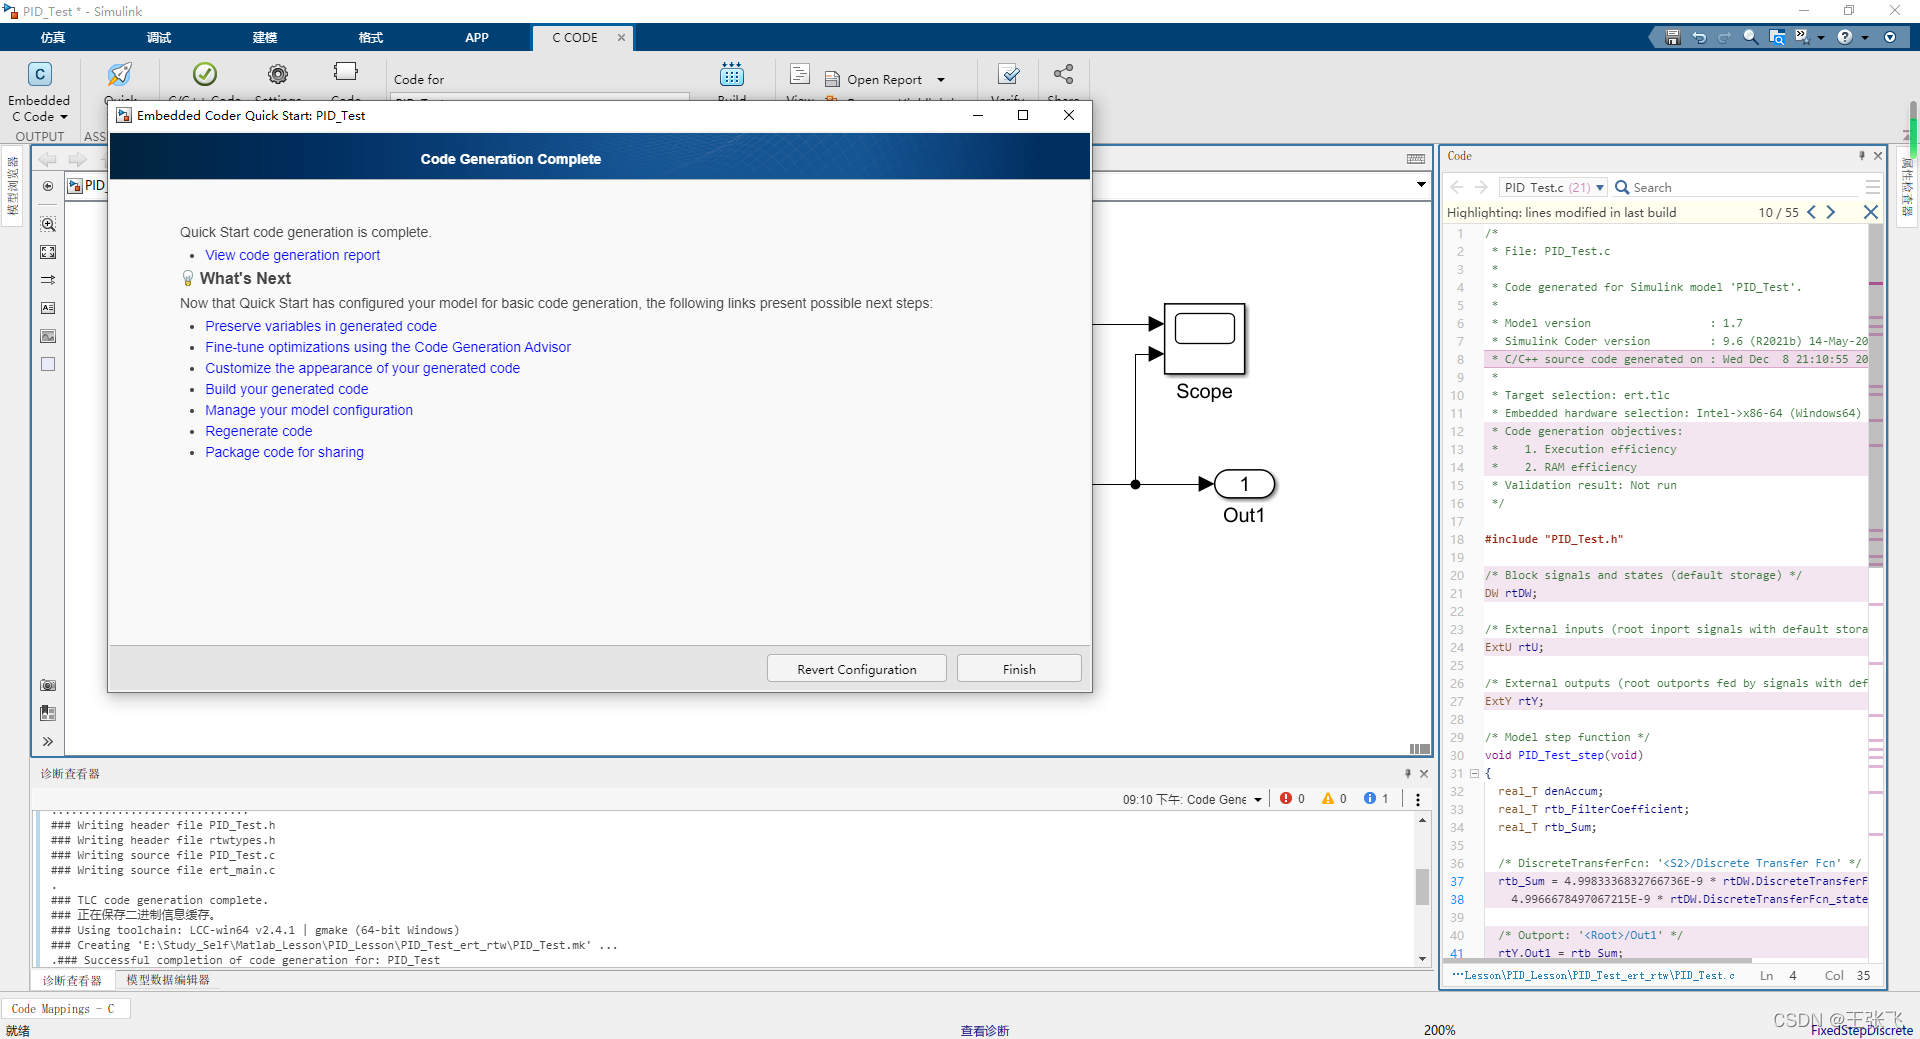 PID_Test * - Simulink
仿真 调试 建模 格式 APP C CODE
Embedded
C Code
OUTPUT
Code for
Open Report
Embedded Coder Quick Start: PID_Test
Code Generation Complete
Quick Start code generation is complete.
View code generation report
What's Next
Now that Quick Start has configured your model for basic code generation, the following links present possible next steps:
Preserve variables in generated code
Fine-tune optimizations using the Code Generation Advisor
Customize the appearance of your generated code
Build your generated code
Manage your model configuration
Regenerate code
Package code for sharing
Revert Configuration Finish
模型浏览器
Scope
1
Out1
Code
PID_Test.c (21) Search
Highlighting: lines modified in last build 10 / 55
1 /*
2 * File: PID_Test.c
3 *
4 * Code generated for Simulink model 'PID_Test'.
5 *
6 * Model version : 1.7
7 * Simulink Coder version : 9.6 (R2021b) 14-May-20
8 * C/C++ source code generated on : Wed Dec 8 21:10:55 20
9 *
10 * Target selection: ert.tlc
11 * Embedded hardware selection: Intel->x86-64 (Windows64)
12 * Code generation objectives:
13 * 1. Execution efficiency
14 * 2. RAM efficiency
15 * Validation result: Not run
16 */
17
18 #include "PID_Test.h"
19
20 /* Block signals and states (default storage) */
21 DW rtDW;
22
23 /* External inputs (root inport signals with default stora
24 ExtU rtU;
25
26 /* External outputs (root outports fed by signals with def
27 ExtY rtY;
28
29 /* Model step function */
30 void PID_Test_step(void)
31 {
32 real_T denAccum;
33 real_T rtb_FilterCoefficient;
34 real_T rtb_Sum;
35
36 /* DiscreteTransferFcn: '<S2>/Discrete Transfer Fcn' */
37 rtb_Sum = 4.9983336832766736E-9 * rtDW.DiscreteTransferF
38 4.9966678497067215E-9 * rtDW.DiscreteTransferFcn_state
39
40 /* Outport: '<Root>/Out1' */
41 rtY.Out1 = rtb_Sum;
···Lesson\PID_Lesson\PID_Test_ert_rtw\PID_Test.c Ln 4 Col 35
属性检查器
诊断查看器
09:10 下午: Code Gene 0 0 1
### Writing header file PID_Test.h
### Writing header file rtwtypes.h
### Writing source file PID_Test.c
### Writing source file ert_main.c
.
### TLC code generation complete.
### 正在保存二进制信息缓存。
### Using toolchain: LCC-win64 v2.4.1 | gmake (64-bit Windows)
### Creating 'E:\Study_Self\Matlab_Lesson\PID_Lesson\PID_Test_ert_rtw\PID_Test.mk' ...
.### Successful completion of code generation for: PID_Test
诊断查看器 模型数据编辑器
Code Mappings - C
就绪 查看诊断 200% FixedStepDiscrete
CSDN @王张飞